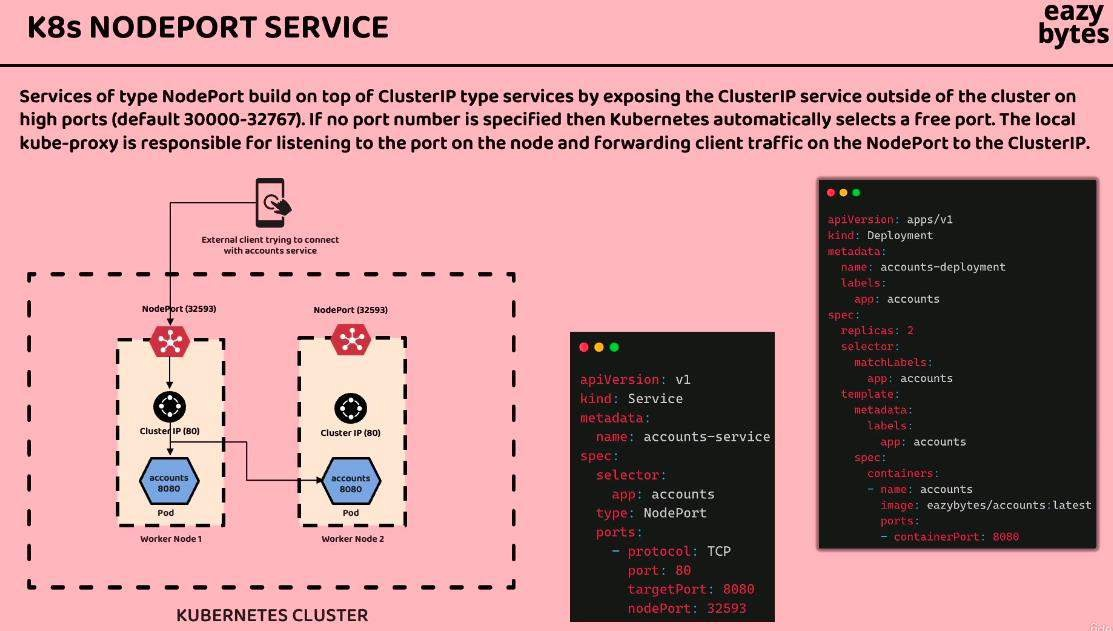 K8s NODEPORT SERVICE
eazy
bytes
Services of type NodePort build on top of ClusterIP type services by exposing the ClusterIP service outside of the cluster on
high ports (default 30000-32767). If no port number is specified then Kubernetes automatically selects a free port. The local
kube-proxy is responsible for listening to the port on the node and forwarding client traffic on the NodePort to the ClusterIP.
External client trying to connect
with accounts service
NodePort (32593)
NodePort (32593)
Cluster IP (80)
Cluster IP (80)
accounts
8080
accounts
8080
Pod
Pod
Worker Node 1
Worker Node 2
KUBERNETES CLUSTER
apiVersion: v1
kind: Service
metadata:
  name: accounts-service
spec:
  selector:
    app: accounts
  type: NodePort
  ports:
    - protocol: TCP
      port: 80
      targetPort: 8080
      nodePort: 32593
apiVersion: apps/v1
kind: Deployment
metadata:
  name: accounts-deployment
  labels:
    app: accounts
spec:
  replicas: 2
  selector:
    matchLabels:
      app: accounts
  template:
    metadata:
      labels:
        app: accounts
    spec:
      containers:
      - name: accounts
        image: eazybytes/accounts:latest
        ports:
        - containerPort: 8080